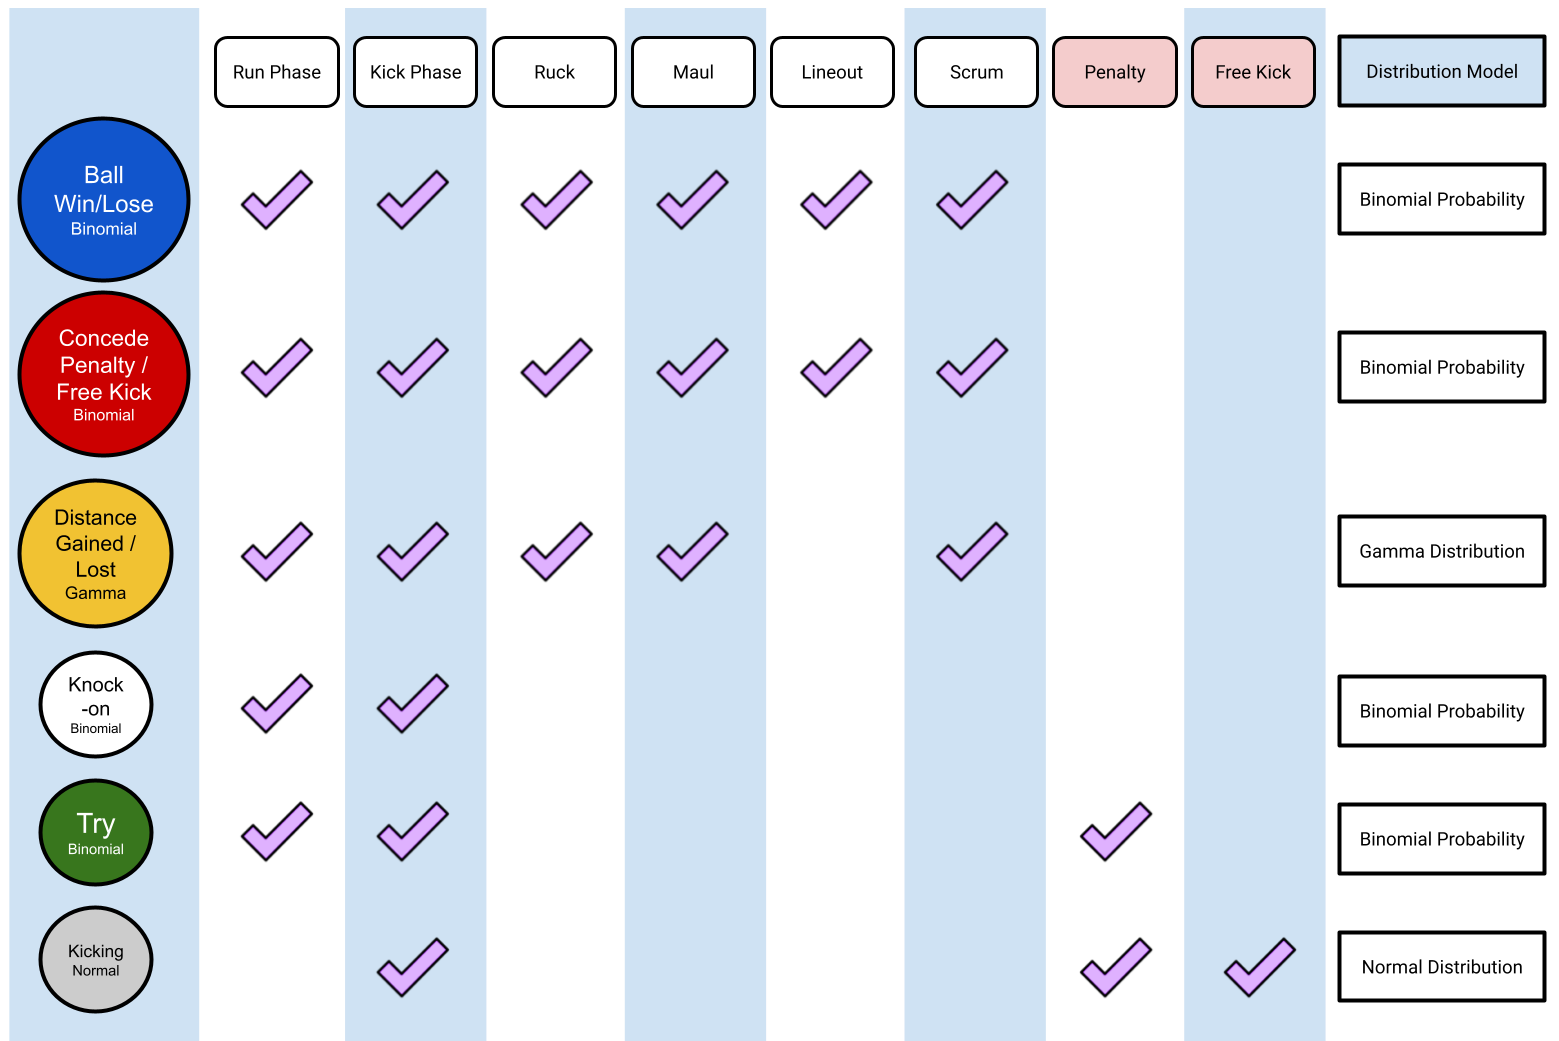 Run Phase
Kick Phase
Ruck
Maul
Lineout
Scrum
Penalty
Free Kick
Distribution Model
Ball
Win/Lose
Binomial
Binomial Probability
Concede
Penalty /
Free Kick
Binomial
Binomial Probability
Distance
Gained /
Lost
Gamma
Gamma Distribution
Knock
-on
Binomial
Binomial Probability
Try
Binomial
Binomial Probability
Kicking
Normal
Normal Distribution